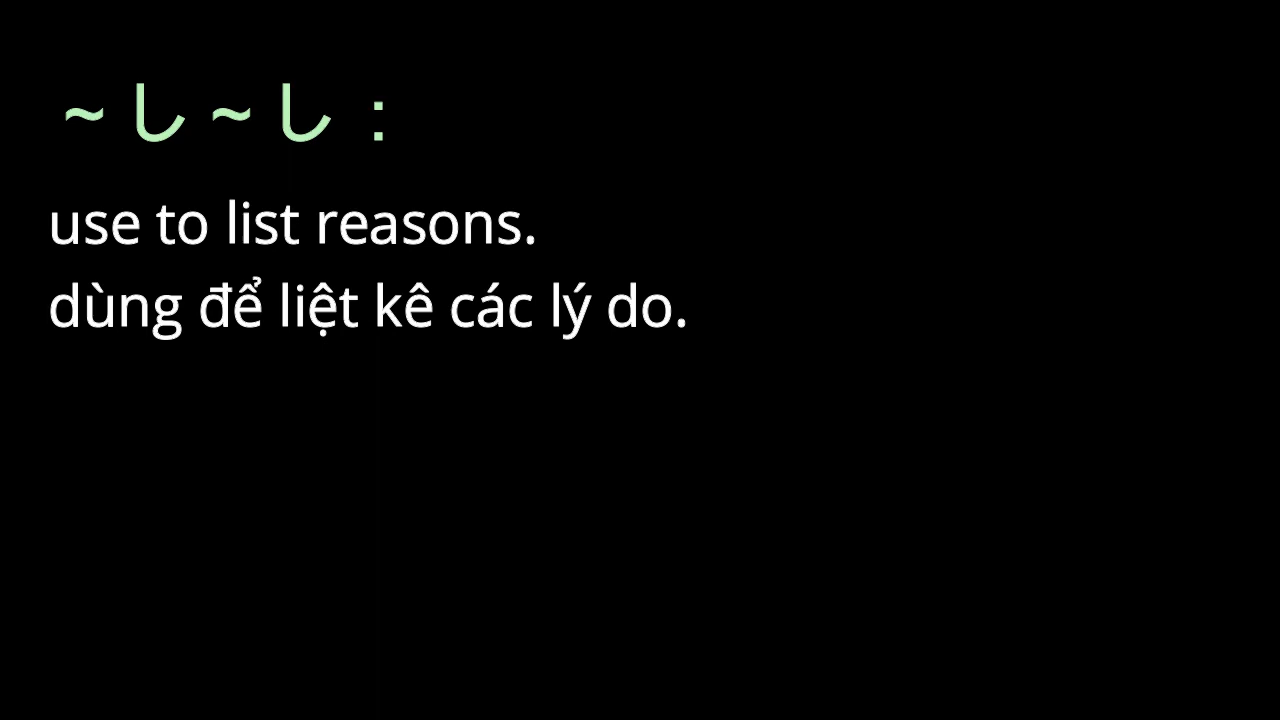 ~し~し：
use to list reasons.
dùng để liệt kê các lý do.